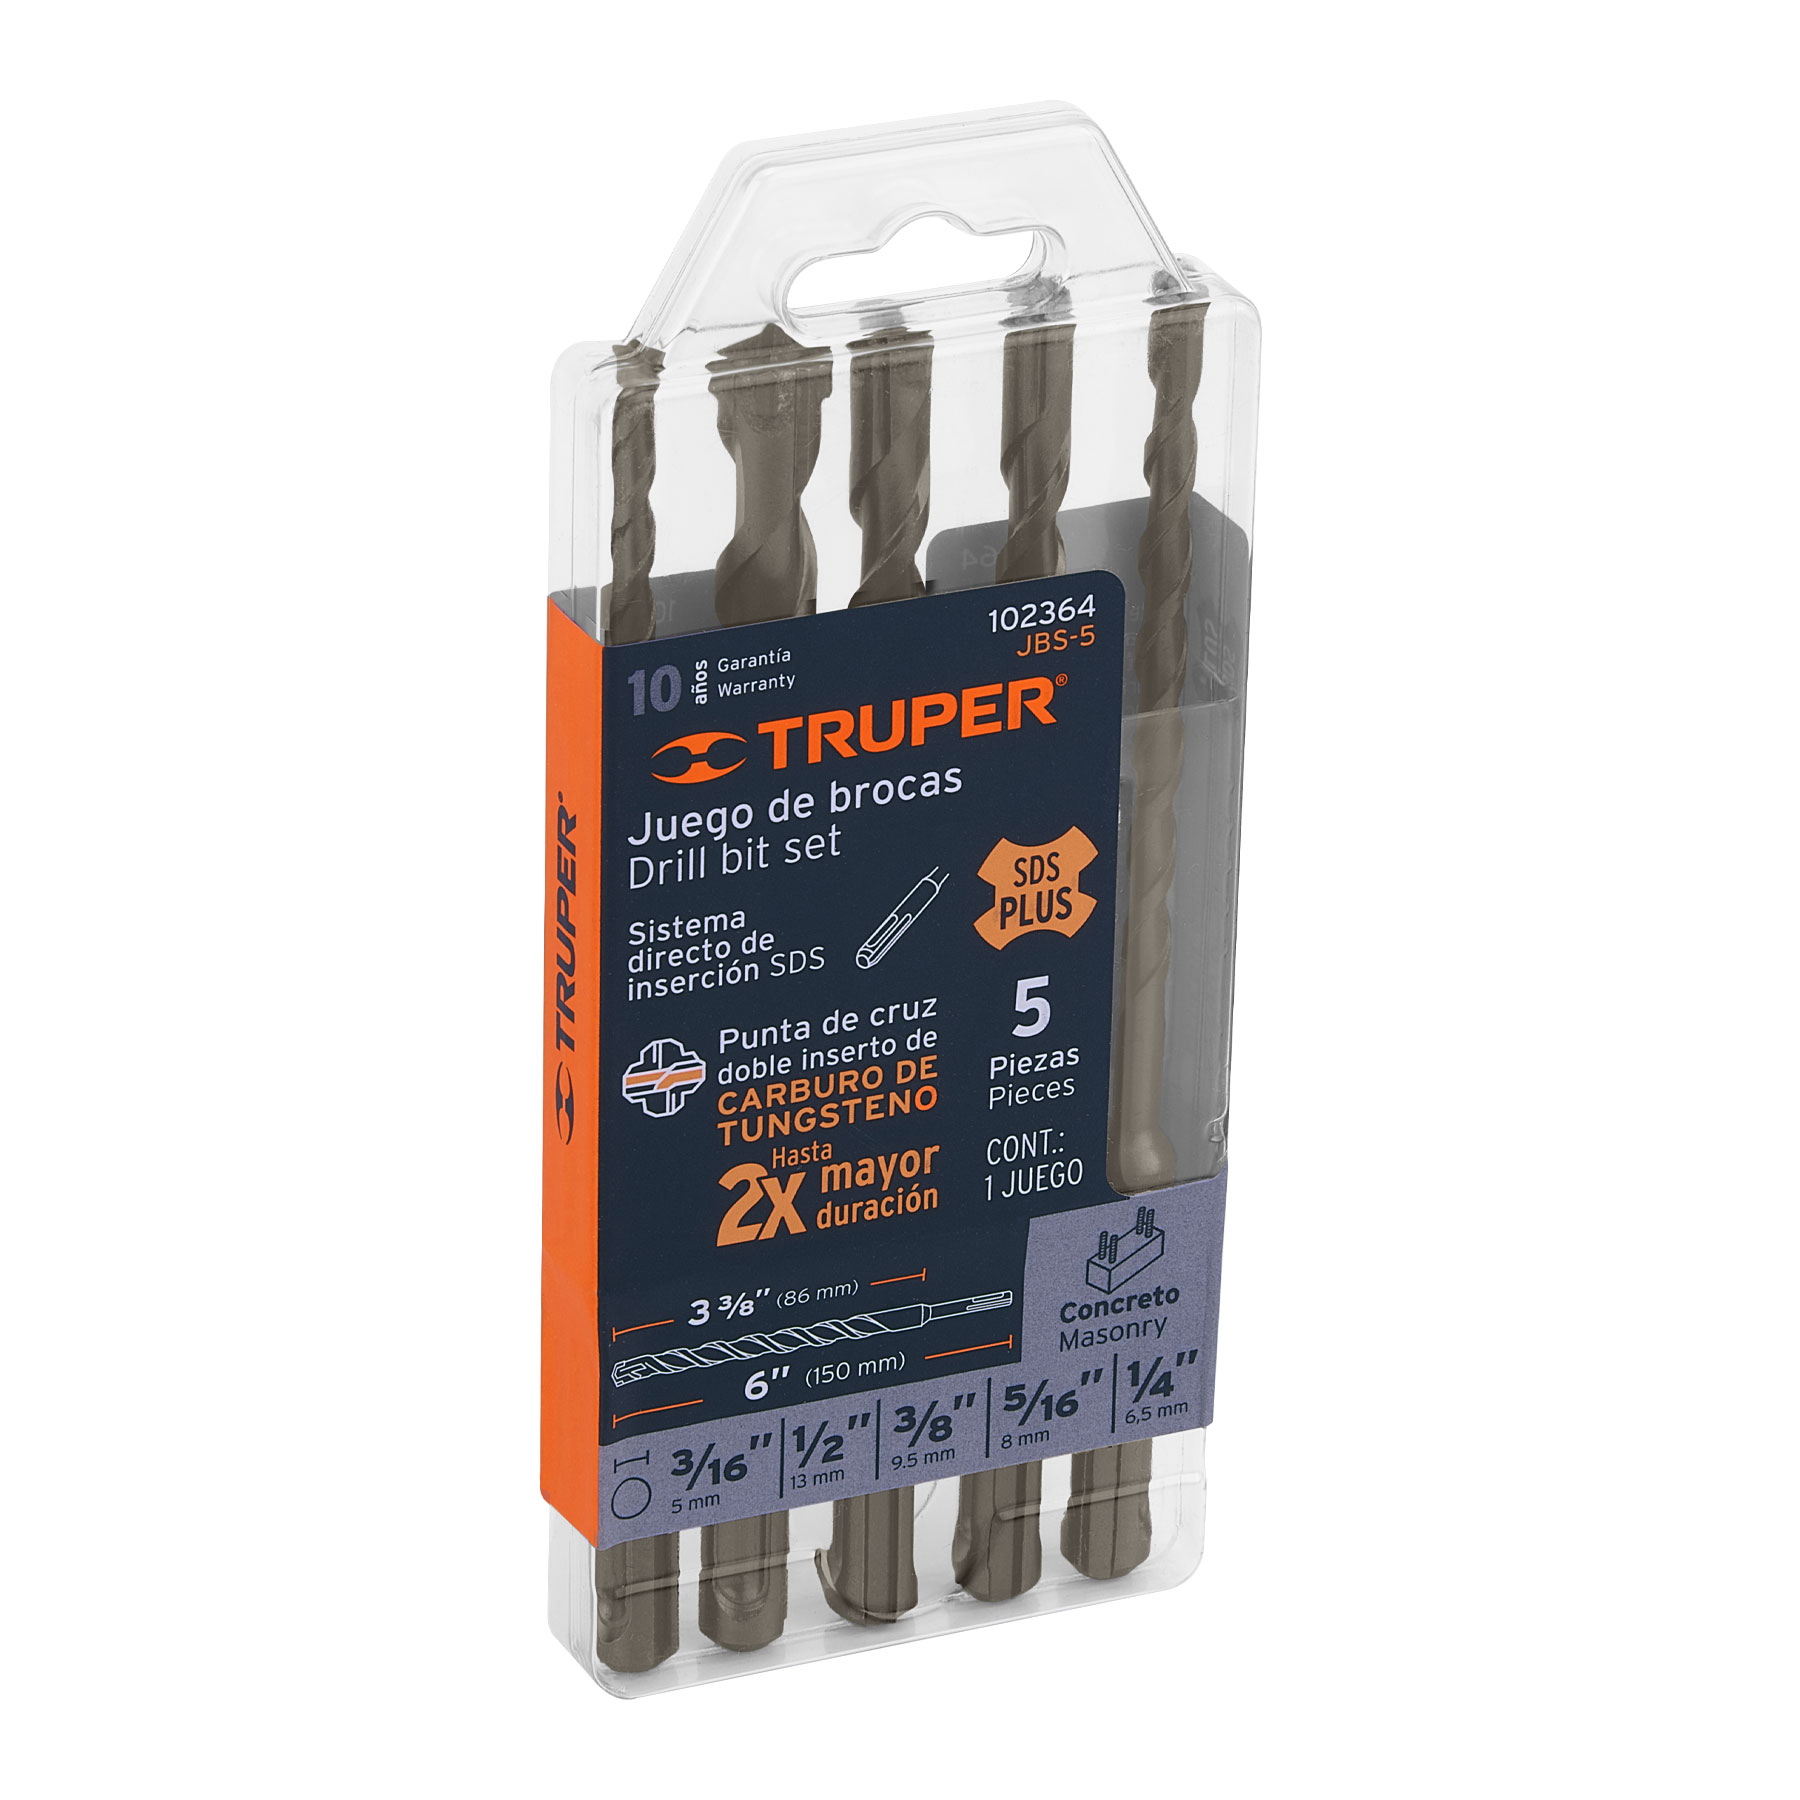 102364
JBS-5
10 años Garantía
Warranty
TRUPER®
Juego de brocas
Drill bit set
SDS
PLUS
Sistema
directo de
inserción SDS
5
Piezas
Pieces
Punta de cruz
doble inserto de
CARBURO DE
TUNGSTENO
Hasta
2X mayor
duración
CONT.:
1 JUEGO
3 3/8" (86 mm)
6" (150 mm)
Concreto
Masonry
3/16" 1/2" 3/8" 5/16" 1/4"
5 mm 13 mm 9.5 mm 8 mm 6,5 mm
TRUPER®